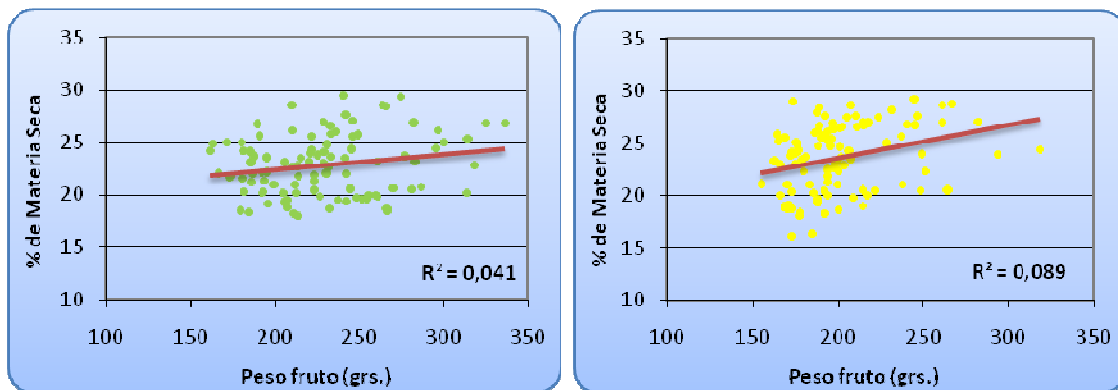 % de Materia Seca
35
30
25
20
15
10
R² = 0,041
100 150 200 250 300 350
Peso fruto (grs.)
% de Materia Seca
35
30
25
20
15
10
R² = 0,089
100 150 200 250 300 350
Peso fruto (grs.)